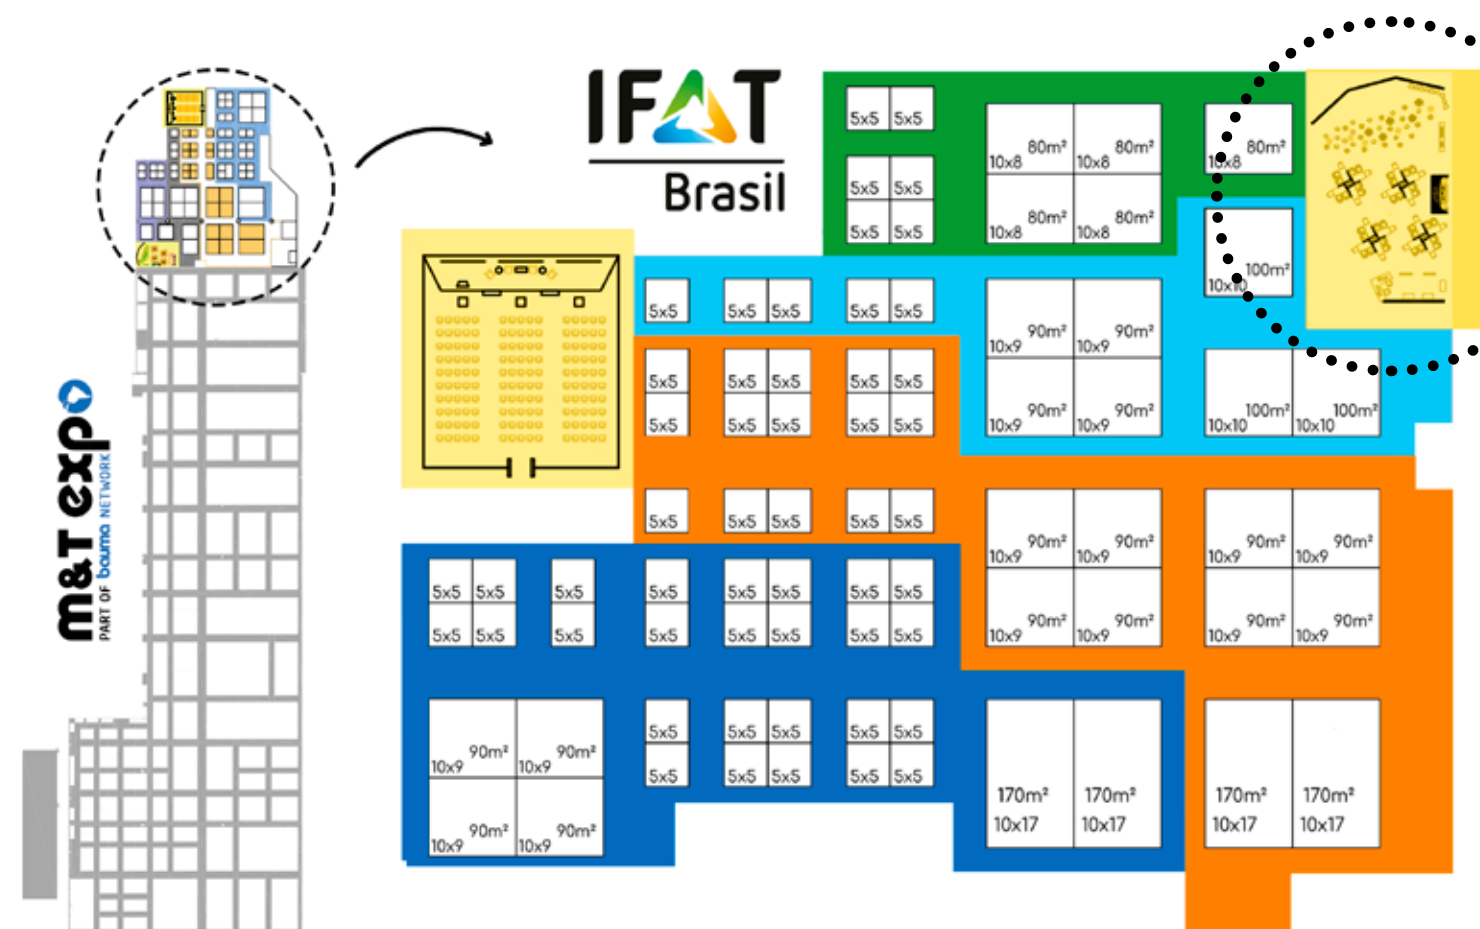 IFAT
Brasil
m&T expo
PART OF bauma NETWORK
5x5 5x5
80m² 80m² 80m²
10x8 10x8 10x8
5x5 5x5
5x5 5x5
80m² 80m²
10x8 10x8
100m²
10x10
5x5 5x5 5x5 5x5 5x5
90m² 90m²
10x9 10x9
5x5 5x5 5x5 5x5 5x5
5x5 5x5 5x5 5x5 5x5
90m² 90m² 100m² 100m²
10x9 10x9 10x10 10x10
5x5 5x5 5x5 5x5 5x5
90m² 90m² 90m² 90m²
10x9 10x9 10x9 10x9
5x5 5x5 5x5 5x5 5x5 5x5 5x5 5x5
5x5 5x5 5x5 5x5 5x5 5x5 5x5 5x5
90m² 90m² 90m² 90m²
10x9 10x9 10x9 10x9
5x5 5x5 5x5 5x5 5x5
90m² 90m²
10x9 10x9
5x5 5x5 5x5 5x5 5x5
90m² 90m²
10x9 10x9
170m² 170m² 170m² 170m²
10x17 10x17 10x17 10x17